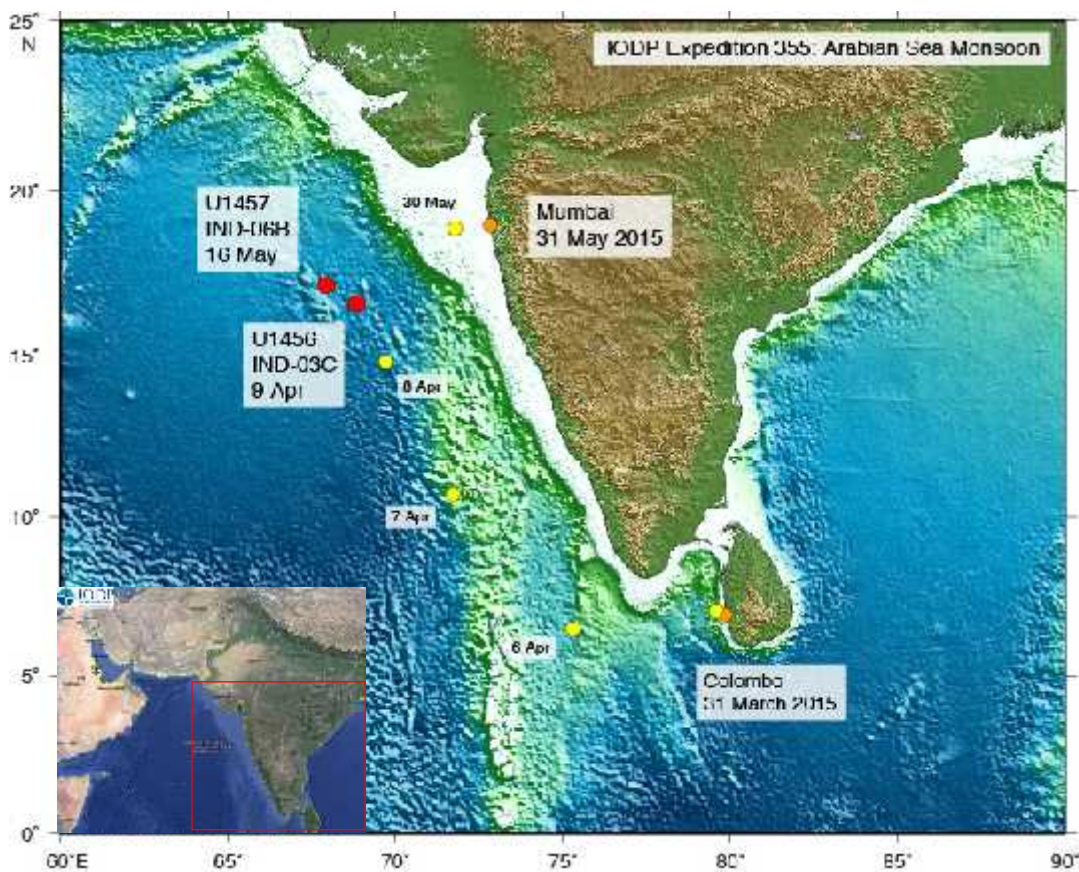 25°
N
IODP Expedition 355: Arabian Sea Monsoon
20°
U1457
IND-06B
16 May
30 May
Mumbai
31 May 2015
15°
U1456
IND-03C
9 Apr
8 Apr
10°
7 Apr
IODP
6 Apr
5°
Colombo
31 March 2015
0°
60°E
65°
70°
75°
80°
85°
90°